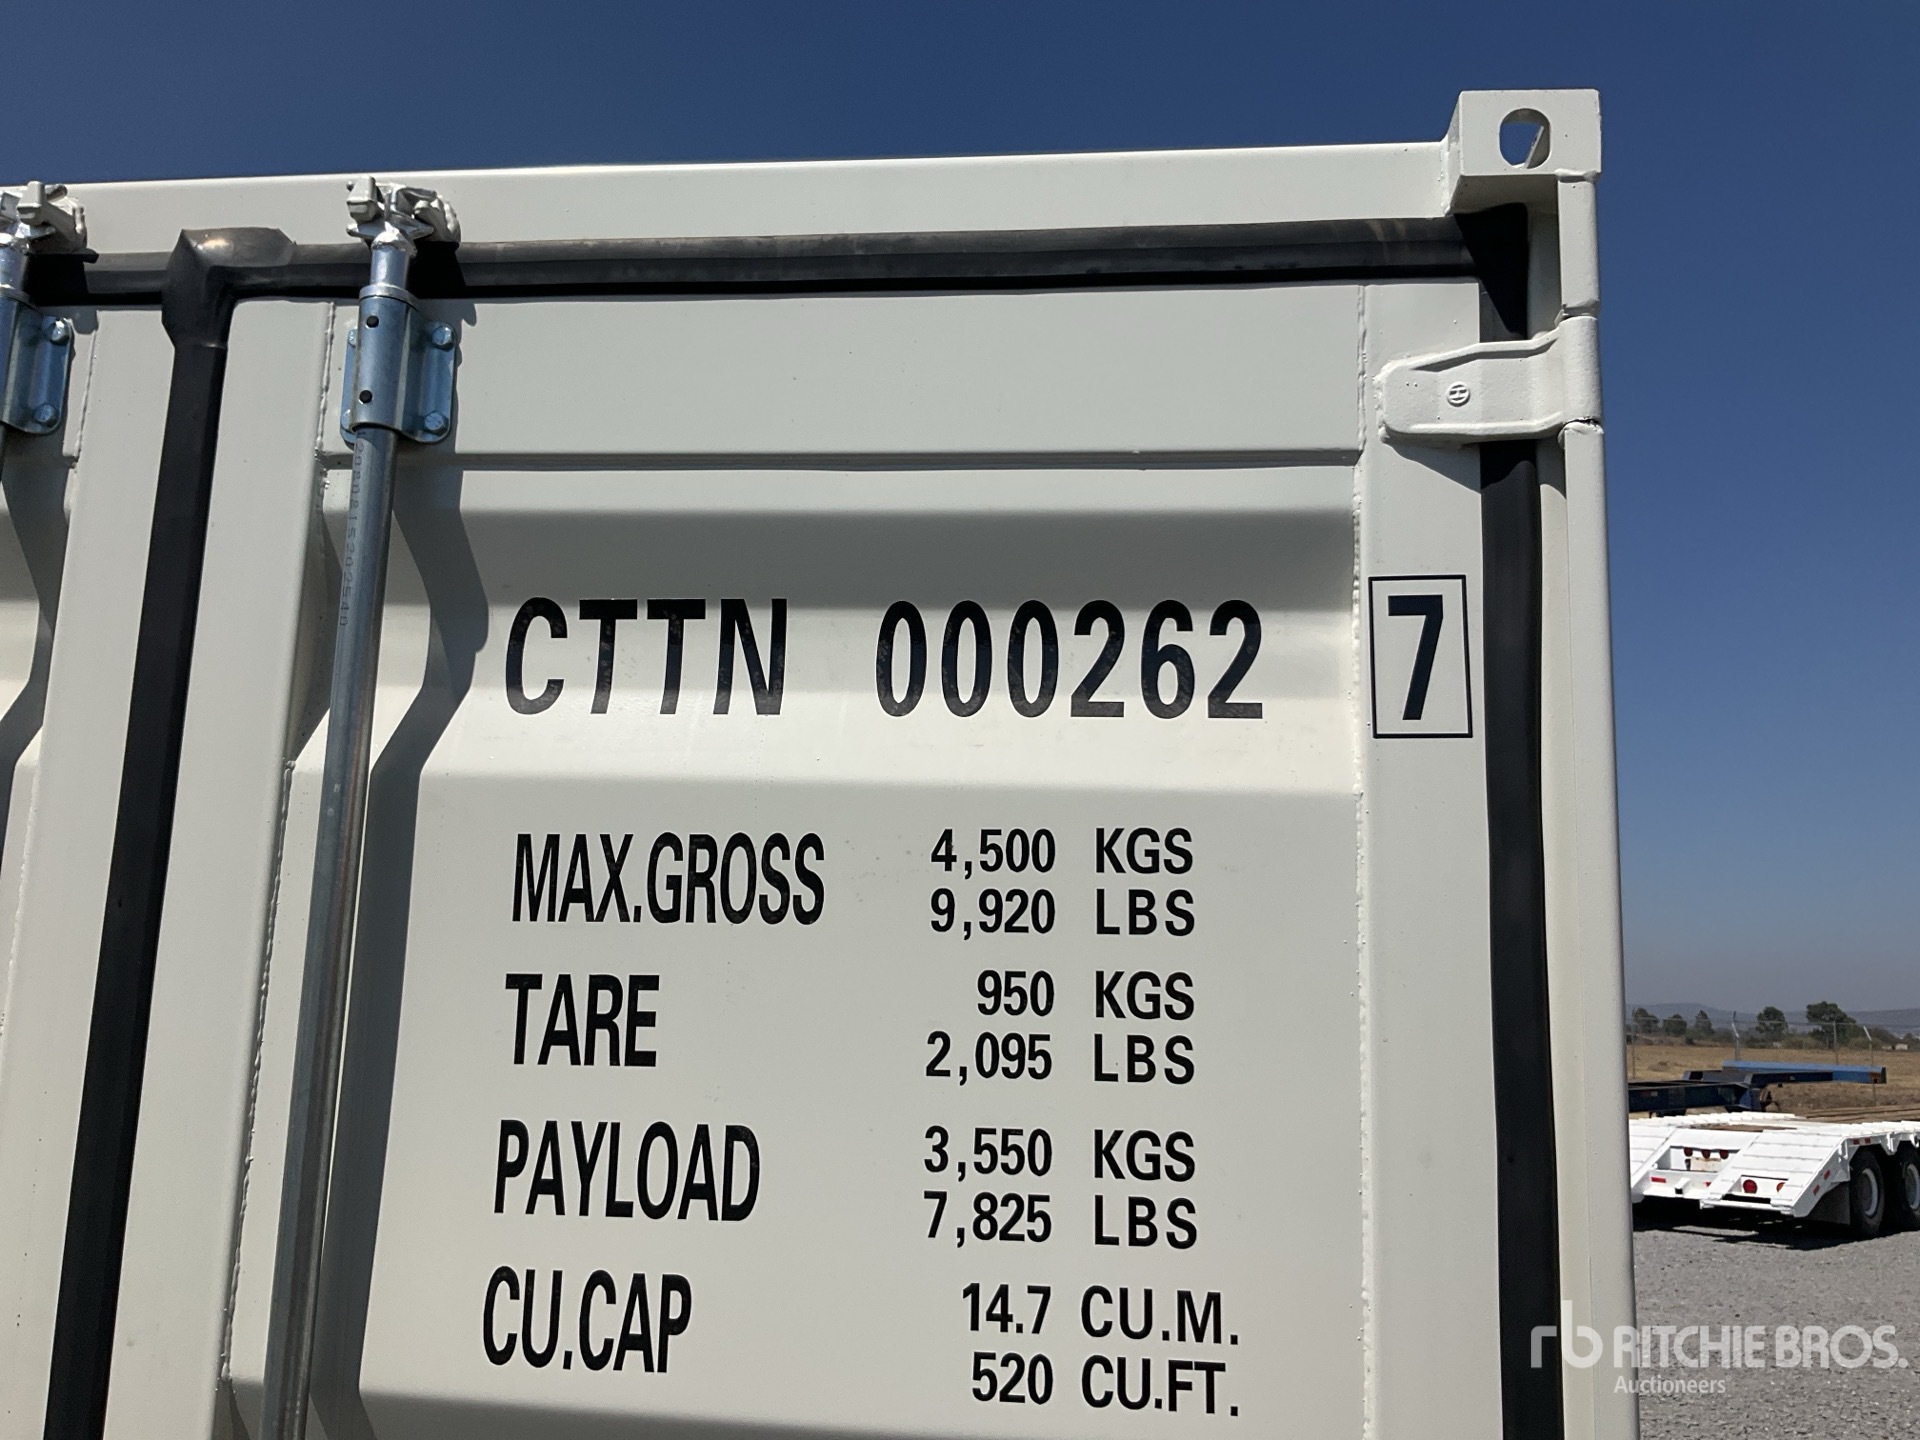 CTTN 000262 7
MAX.GROSS 4,500 KGS
9,920 LBS
TARE 950 KGS
2,095 LBS
PAYLOAD 3,550 KGS
7,825 LBS
CU.CAP 14.7 CU.M.
520 CU.FT.
rb RITCHIE BROS.
Auctioneers